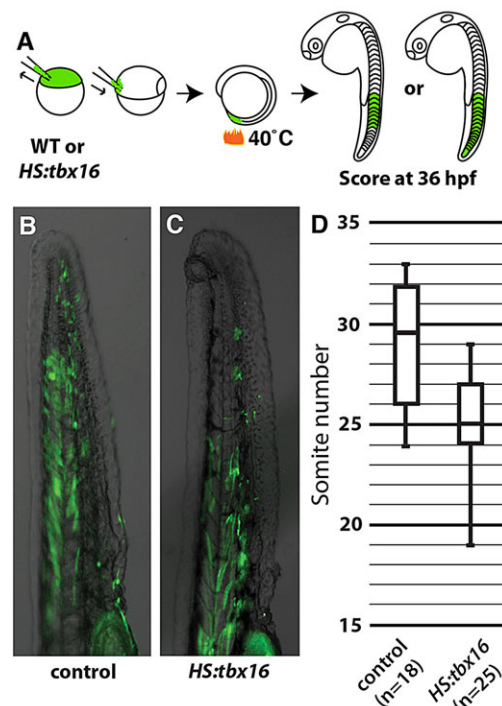 A
WT or
HS:tbx16
40°C
or
Score at 36 hpf
B
C
control
HS:tbx16
D
Somite number
35
30
25
20
15
control
(n=18)
HS:tbx16
(n=25)